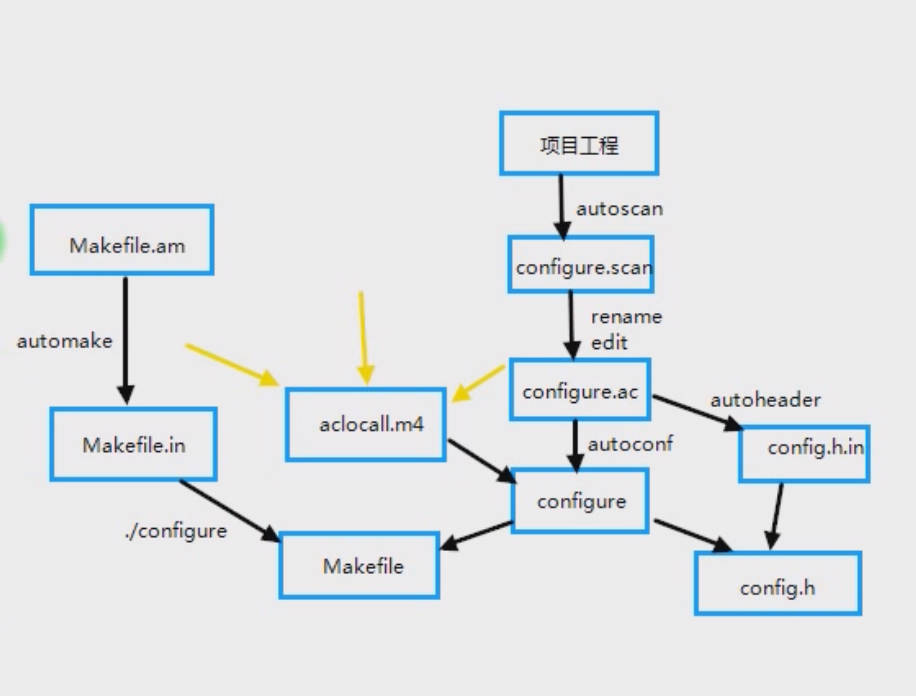 项目工程
autoscan
Makefile.am
configure.scan
rename
edit
automake
configure.ac
autoheader
aclocall.m4
autoconf
Makefile.in
config.h.in
configure
./configure
Makefile
config.h